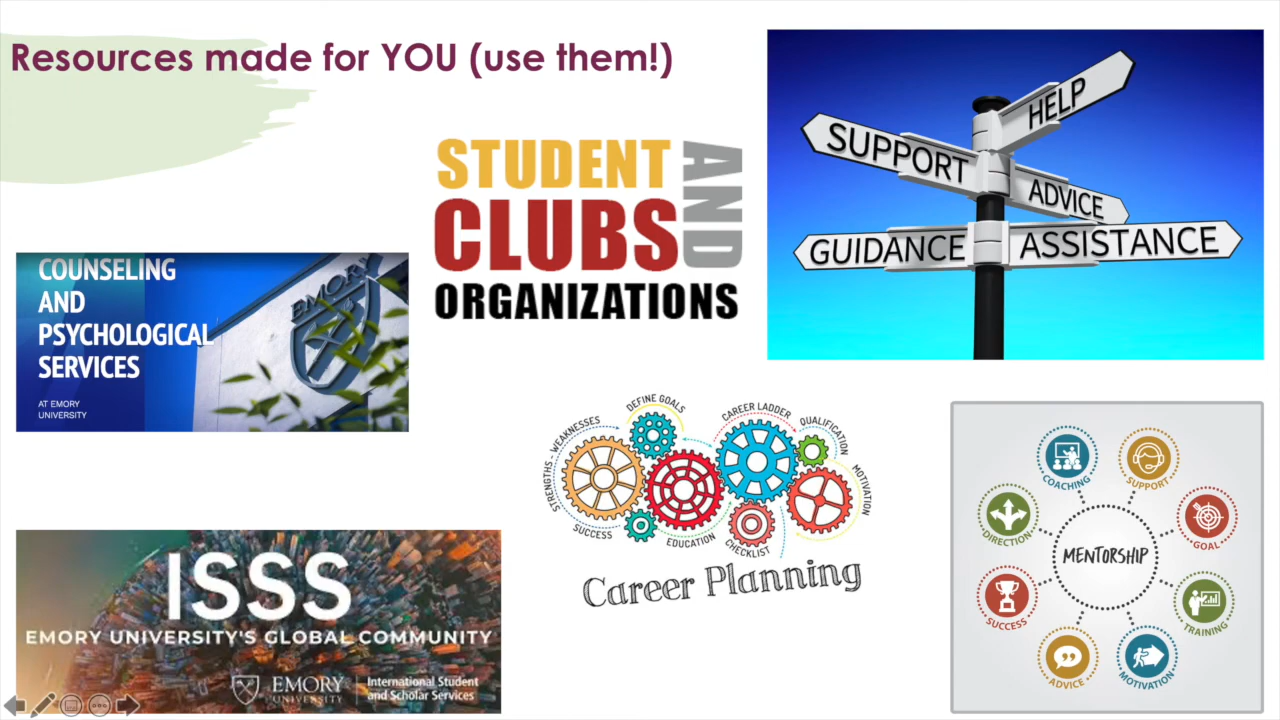 Resources made for YOU (use them!)
STUDENT
AND
CLUBS
ORGANIZATIONS
HELP
SUPPORT
ADVICE
GUIDANCE
ASSISTANCE
COUNSELING
AND
PSYCHOLOGICAL
SERVICES
AT EMORY
UNIVERSITY
EMORY
STRENGTHS - WEAKNESSES
DEFINE GOALS
CAREER LADDER
QUALIFICATION
MOTIVATION
SUCCESS
EDUCATION
CHECKLIST
Career Planning
COACHING
SUPPORT
DIRECTION
GOAL
MENTORSHIP
SUCCESS
TRAINING
ADVICE
MOTIVATION
ISSS
EMORY UNIVERSITY'S GLOBAL COMMUNITY
EMORY
UNIVERSITY
International Student
and Scholar Services